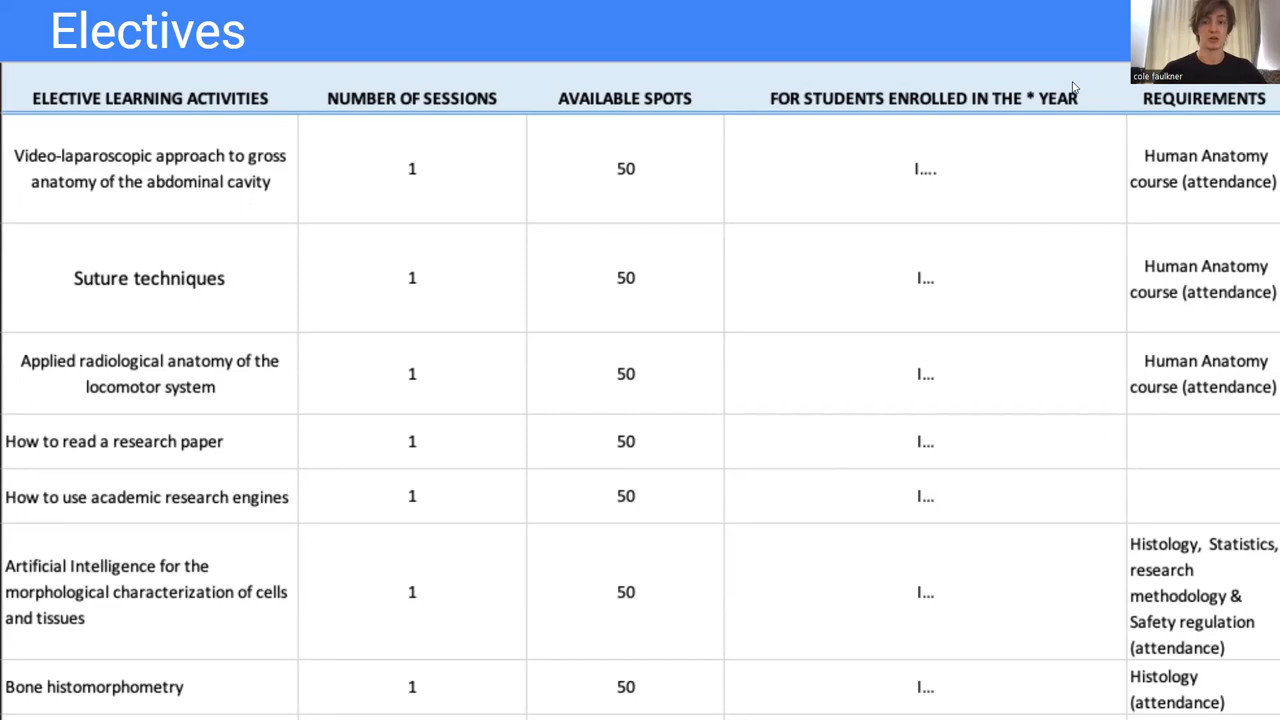 Electives
cole faulkner
ELECTIVE LEARNING ACTIVITIES NUMBER OF SESSIONS AVAILABLE SPOTS FOR STUDENTS ENROLLED IN THE * YEAR REQUIREMENTS
Video-laparoscopic approach to gross
anatomy of the abdominal cavity
1
50
I....
Human Anatomy
course (attendance)
Suture techniques
1
50
I...
Human Anatomy
course (attendance)
Applied radiological anatomy of the
locomotor system
1
50
I...
Human Anatomy
course (attendance)
How to read a research paper
1
50
I...
How to use academic research engines
1
50
I...
Artificial Intelligence for the
morphological characterization of cells
and tissues
1
50
I...
Histology, Statistics,
research
methodology &
Safety regulation
(attendance)
Bone histomorphometry
1
50
I...
Histology
(attendance)